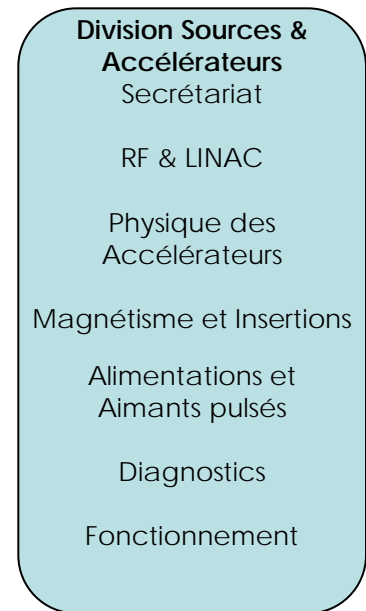 Division Sources &
Accélérateurs
Secrétariat
RF & LINAC
Physique des
Accélérateurs
Magnétisme et Insertions
Alimentations et
Aimants pulsés
Diagnostics
Fonctionnement